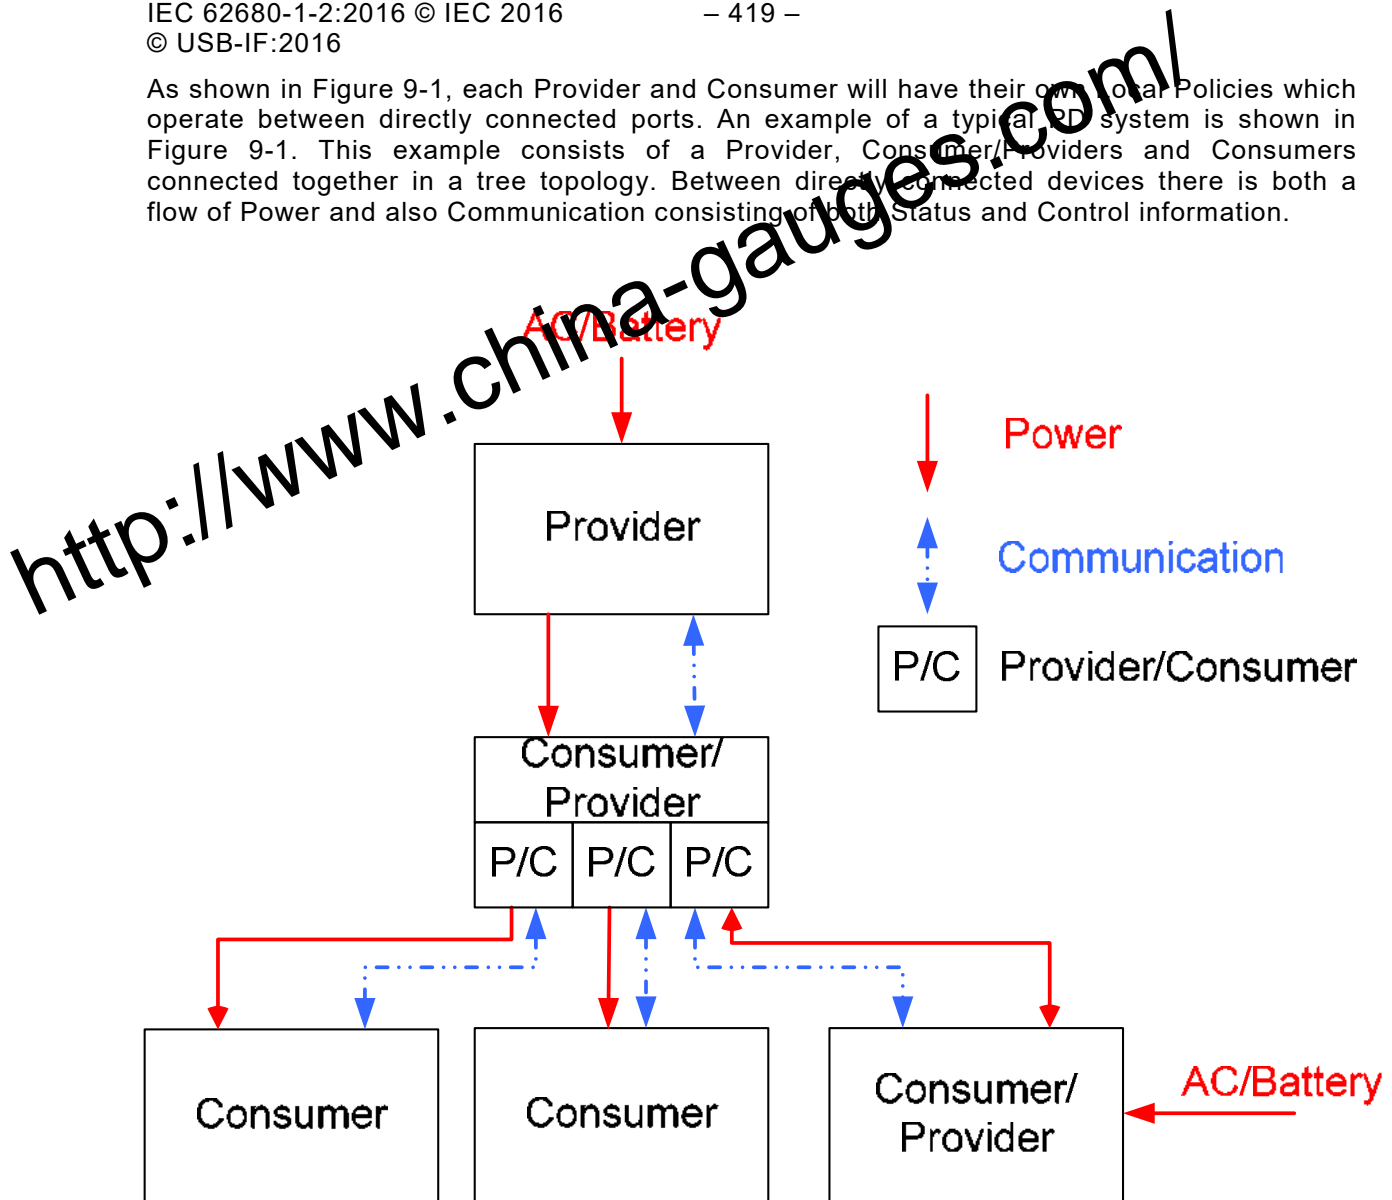 IEC 62680-1-2:2016 © IEC 2016 – 419 –
© USB-IF:2016
As shown in Figure 9-1, each Provider and Consumer will have their own Local Policies which
operate between directly connected ports. An example of a typical PD system is shown in
Figure 9-1. This example consists of a Provider, Consumer/Providers and Consumers
connected together in a tree topology. Between directly connected devices there is both a
flow of Power and also Communication consisting of both Status and Control information.
http://www.china-gauges.com/
AC/Battery
Power
Provider
Communication
P/C Provider/Consumer
Consumer/
Provider
P/C P/C P/C
Consumer
Consumer
Consumer/
Provider
AC/Battery